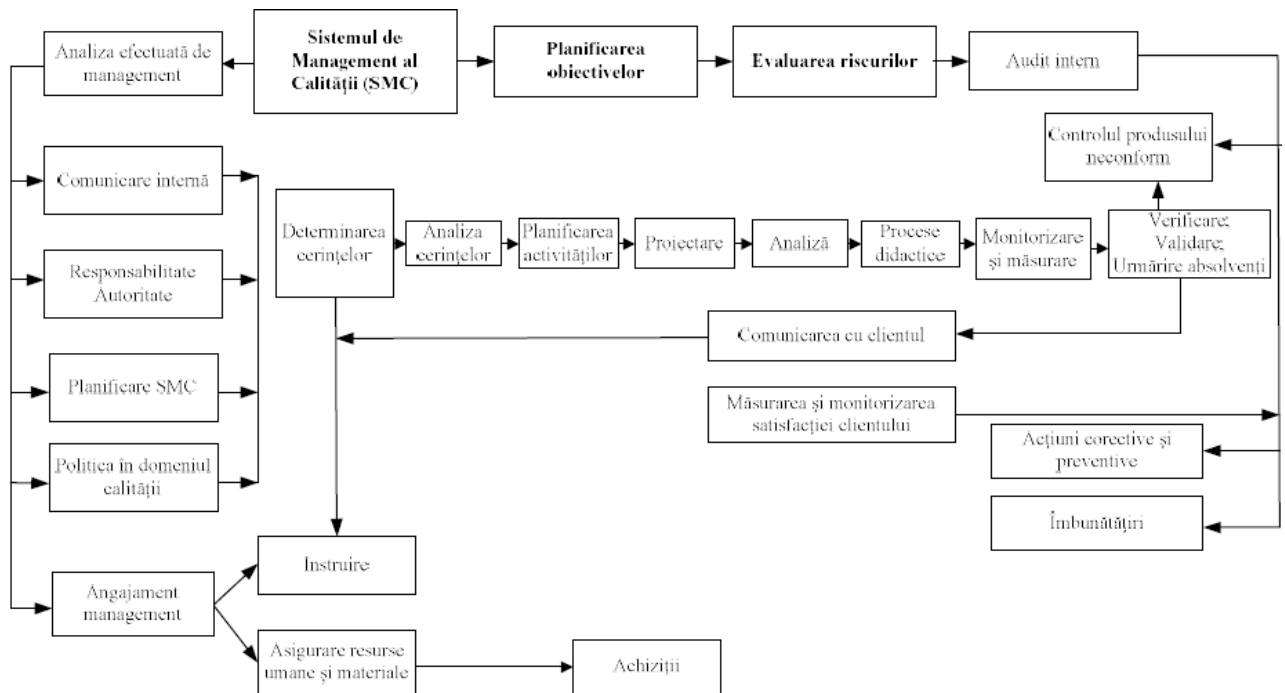 Analiza efectuată de
management
Sistemul de
Management al
Calității (SMC)
Planificarea
obiectivelor
Evaluarea riscurilor
Audit intern
Controlul produsului
neconform
Comunicare internă
Determinarea
cerințelor
Analiza
cerințelor
Planificarea
activităților
Proiectare
Analiză
Procese
didactice
Monitorizare
și măsurare
Verificare;
Validare;
Urmărire absolvenți
Responsabilitate
Autoritate
Comunicarea cu clientul
Planificare SMC
Măsurarea și monitorizarea
satisfacției clientului
Acțiuni corective și
preventive
Politica în domeniul
calității
Îmbunătățiri
Instruire
Angajament
management
Asigurare resurse
umane și materiale
Achiziții